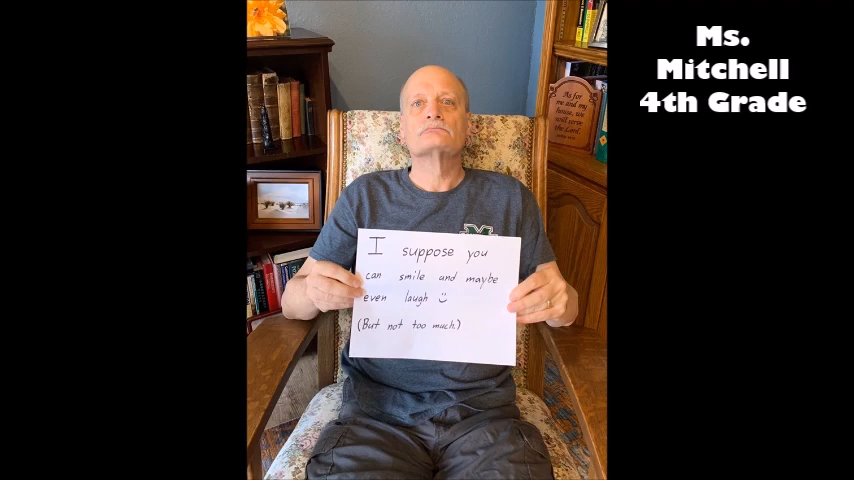 Ms.
Mitchell
4th Grade
As for
me and my
house, we
will serve
the Lord
M
I suppose you
can smile and maybe
even laugh ⍨
(But not too much.)